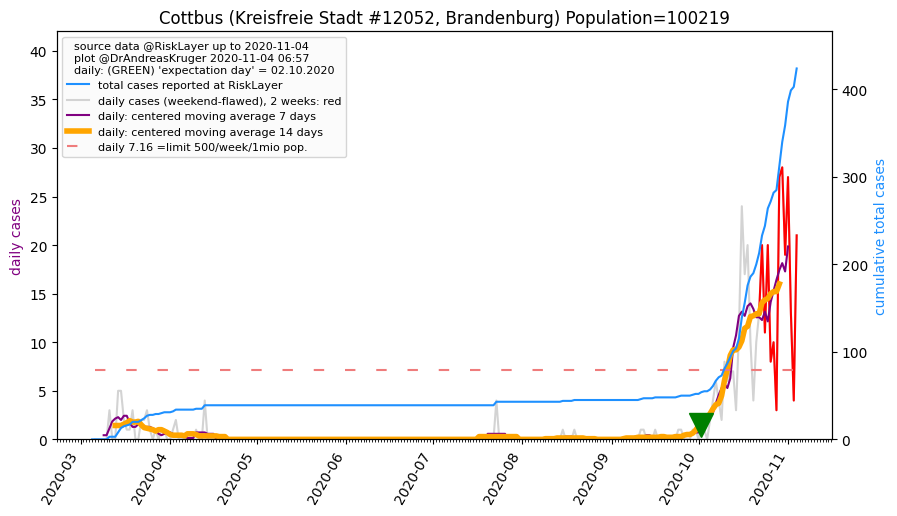 Cottbus (Kreisfreie Stadt #12052, Brandenburg) Population=100219
source data @RiskLayer up to 2020-11-04
plot @DrAndreasKruger 2020-11-04 06:57
daily: (GREEN) 'expectation day' = 02.10.2020
total cases reported at RiskLayer
daily cases (weekend-flawed), 2 weeks: red
daily: centered moving average 7 days
daily: centered moving average 14 days
daily 7.16 =limit 500/week/1mio pop.
daily cases
40
35
30
25
20
15
10
5
0
cumulative total cases
400
300
200
100
0
2020-03
2020-04
2020-05
2020-06
2020-07
2020-08
2020-09
2020-10
2020-11